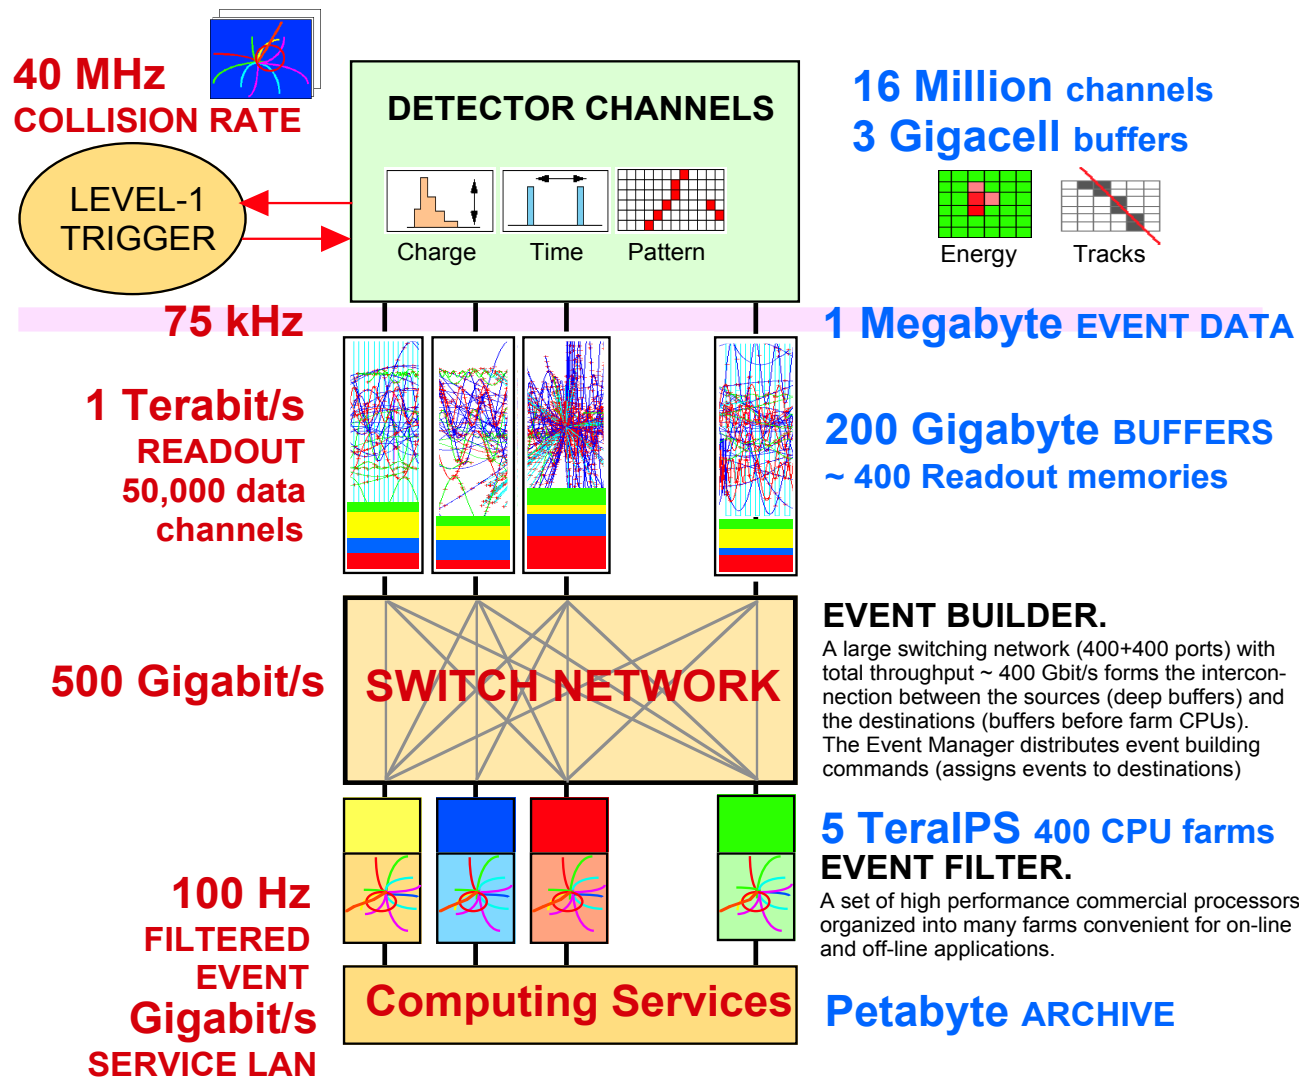 40 MHz
COLLISION RATE
DETECTOR CHANNELS
16 Million channels
3 Gigacell buffers
LEVEL-1
TRIGGER
Charge
Time
Pattern
Energy
Tracks
75 kHz
1 Megabyte EVENT DATA
1 Terabit/s
READOUT
50,000 data
channels
200 Gigabyte BUFFERS
~ 400 Readout memories
500 Gigabit/s
SWITCH NETWORK
EVENT BUILDER.
A large switching network (400+400 ports) with
total throughput ~ 400 Gbit/s forms the intercon-
nection between the sources (deep buffers) and
the destinations (buffers before farm CPUs).
The Event Manager distributes event building
commands (assigns events to destinations)
5 TeraIPS 400 CPU farms
EVENT FILTER.
A set of high performance commercial processors
organized into many farms convenient for on-line
and off-line applications.
100 Hz
FILTERED
EVENT
Gigabit/s
SERVICE LAN
Computing Services
Petabyte ARCHIVE